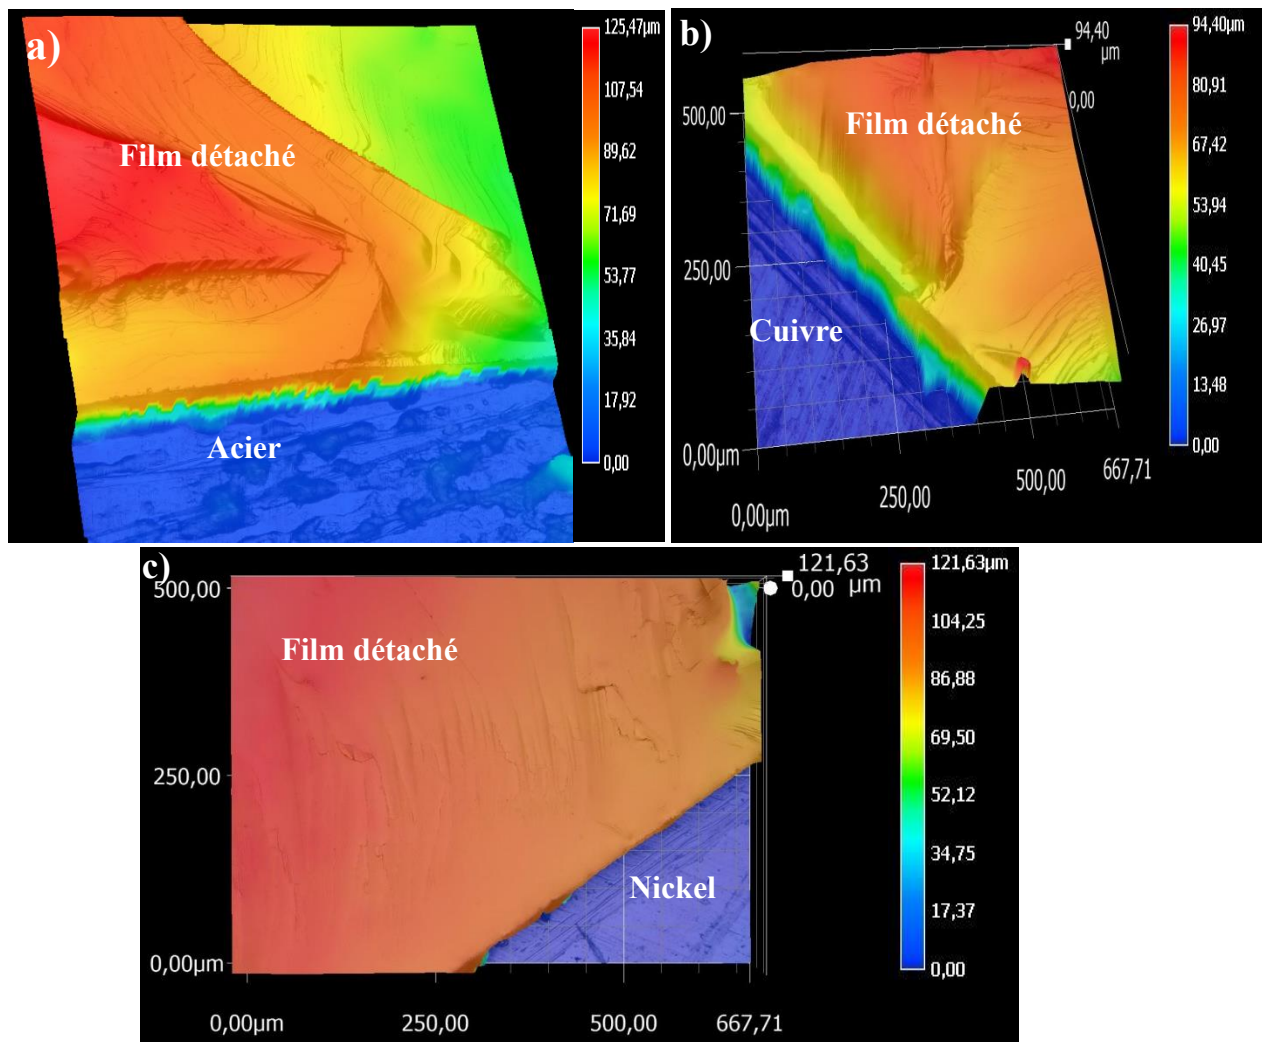 a)
Film détaché
Acier
125,47µm
107,54
89,62
71,69
53,77
35,84
17,92
0,00
b)
94,40
µm
0,00
500,00
Film détaché
250,00
Cuivre
0,00µm
0,00µm
250,00
500,00
667,71
94,40µm
80,91
67,42
53,94
40,45
26,97
13,48
0,00
c)
500,00
121,63
0,00 µm
Film détaché
250,00
Nickel
0,00µm
0,00µm
250,00
500,00
667,71
121,63µm
104,25
86,88
69,50
52,12
34,75
17,37
0,00